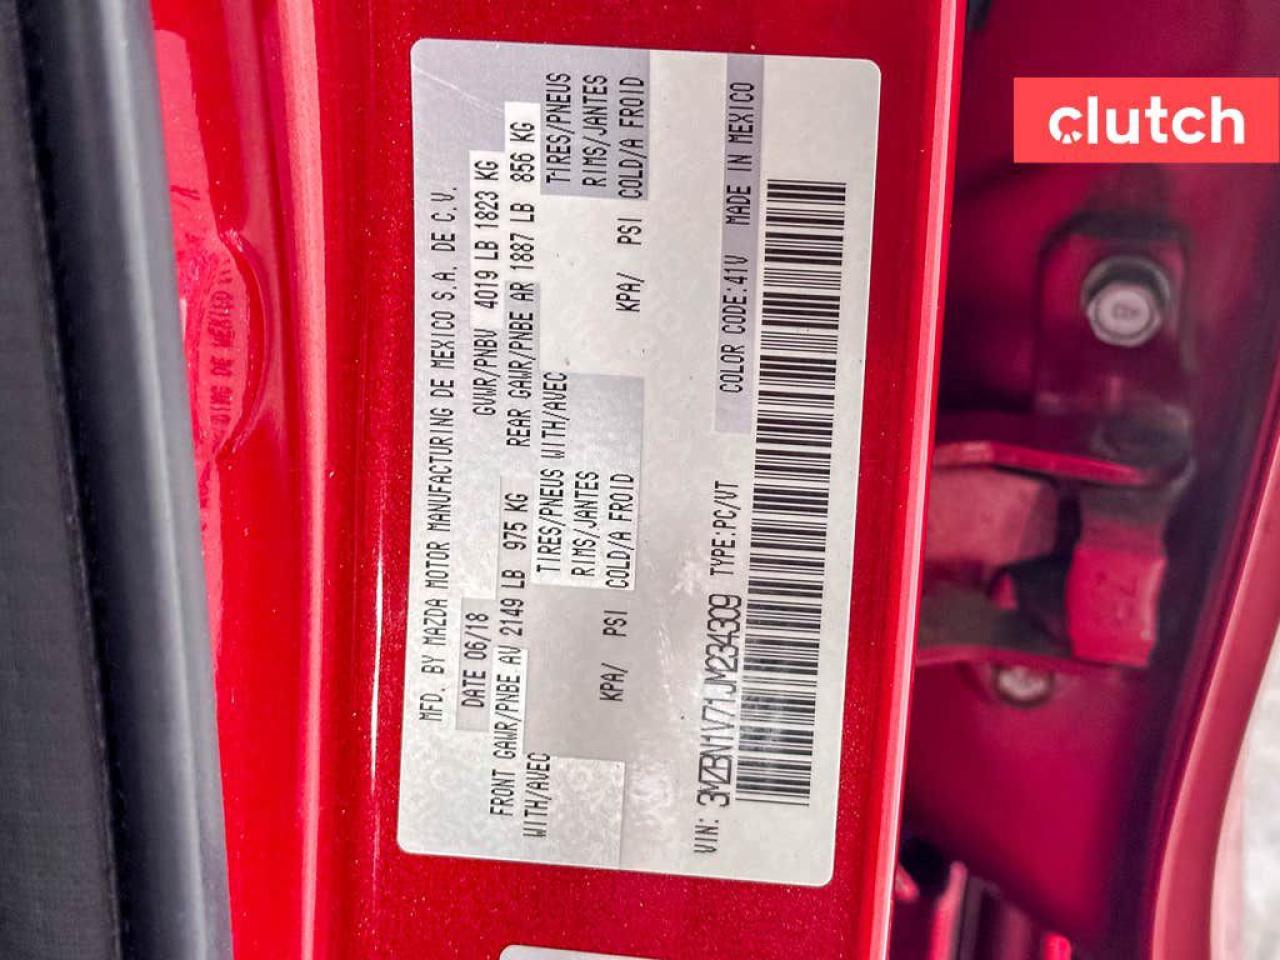 clutch
MFD. BY MAZDA MOTOR MANUFACTURING DE MEXICO S.A. DE C.V.
DATE 06/18 GVWR/PNBV 4019 LB 1823 KG
FRONT GAWR/PNBE AV 2149 LB 975 KG REAR GAWR/PNBE AR 1887 LB 856 KG
WITH/AVEC TIRES/PNEUS WITH/AVEC TIRES/PNEUS
RIMS/JANTES RIMS/JANTES
KPA/ PSI COLD/A FROID KPA/ PSI COLD/A FROID
VIN: 3MZBN1V71JM234309 TYPE:PC/VT COLOR CODE:41V MADE IN MEXICO